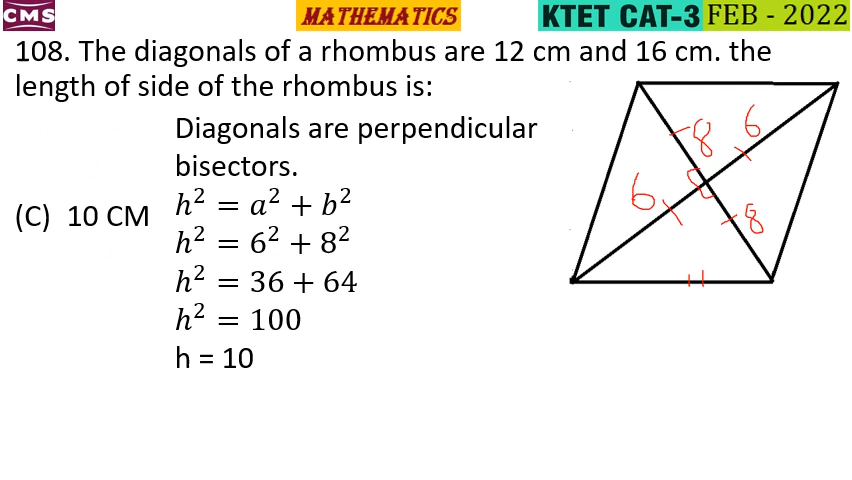 CMS
MATHEMATICS
KTET CAT-3 FEB - 2022
108. The diagonals of a rhombus are 12 cm and 16 cm. the
length of side of the rhombus is:
Diagonals are perpendicular
bisectors.
(C) 10 CM
h² = a² + b²
h² = 6² + 8²
h² = 36 + 64
h² = 100
h = 10
8 6
6 8